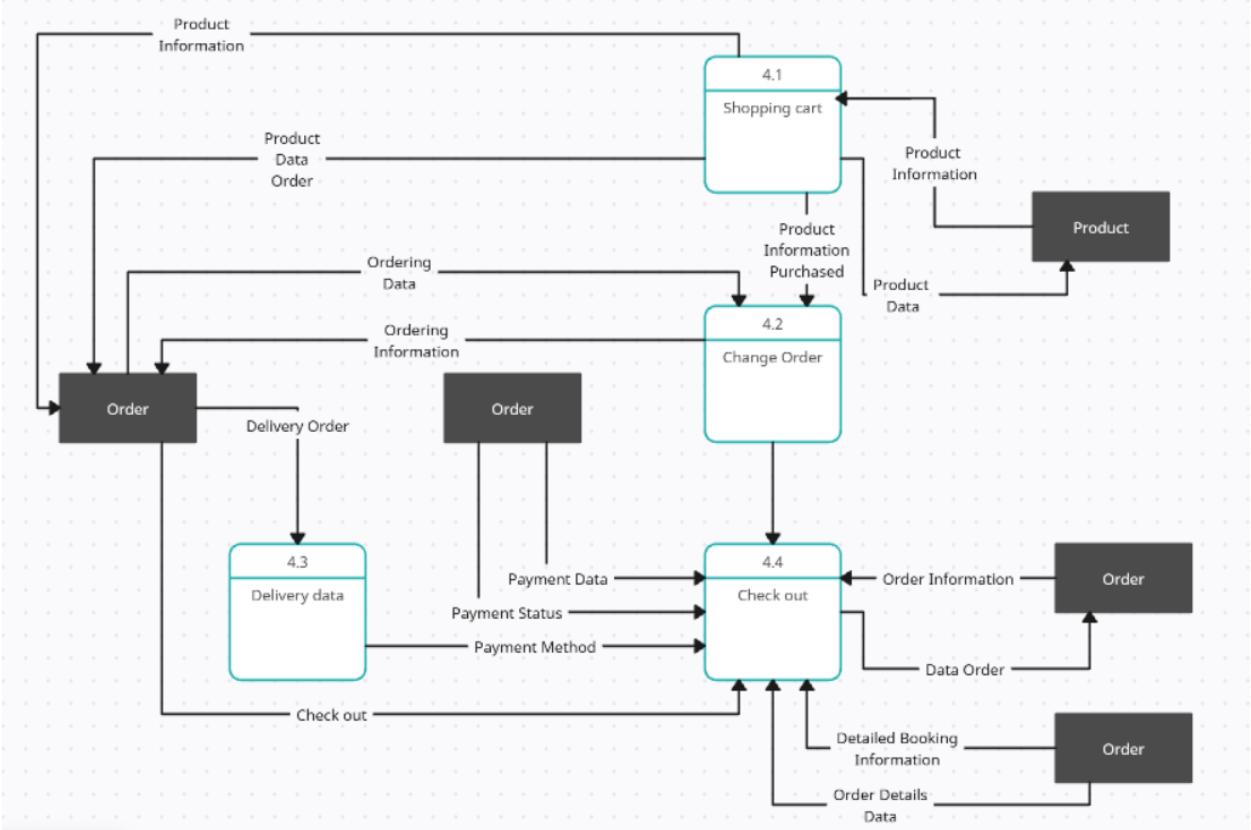 Product
Information
4.1
Shopping cart
Product
Data
Order
Product
Information
Product
Product
Information
Purchased
Ordering
Data
Product
Data
4.2
Change Order
Ordering
Information
Order
Order
Delivery Order
4.3
Delivery data
4.4
Check out
Payment Data
Order Information
Order
Payment Status
Payment Method
Data Order
Check out
Detailed Booking
Information
Order
Order Details
Data